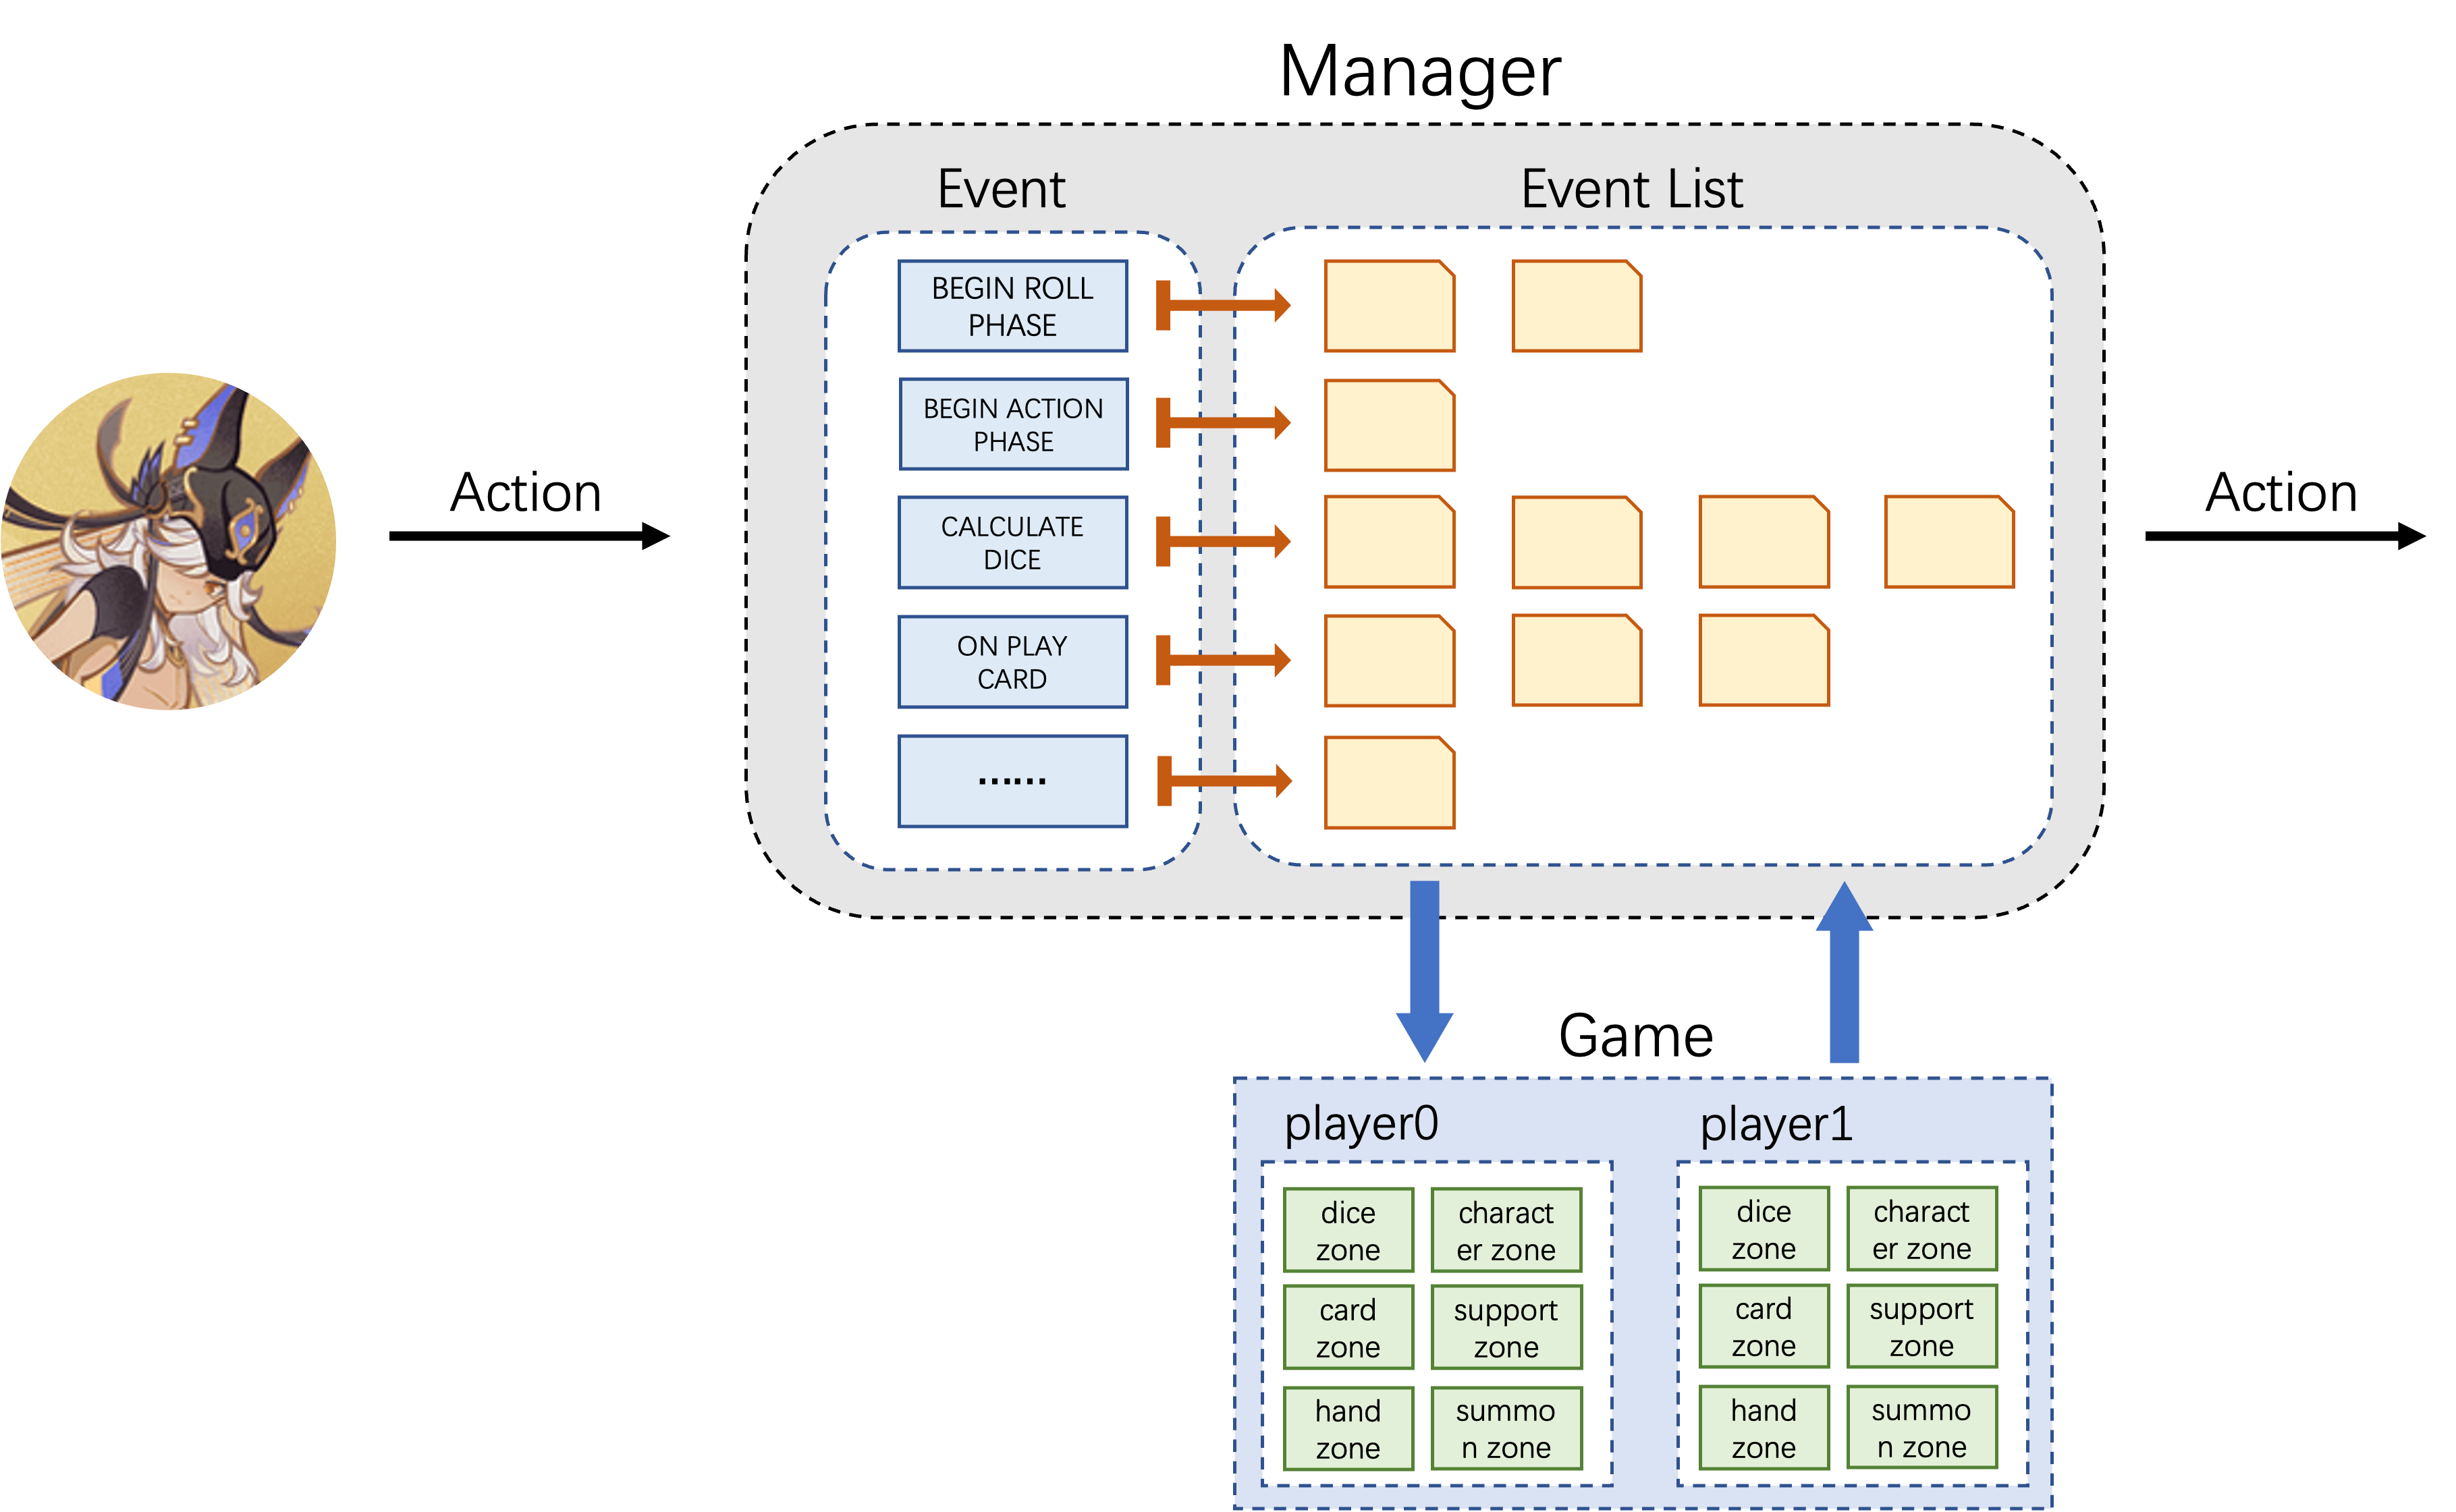 Manager
Event
Event List
BEGIN ROLL
PHASE
BEGIN ACTION
PHASE
CALCULATE
DICE
ON PLAY
CARD
......
Action
Action
Game
player0
dice
zone
charact
er zone
card
zone
support
zone
hand
zone
summo
n zone
player1
dice
zone
charact
er zone
card
zone
support
zone
hand
zone
summo
n zone